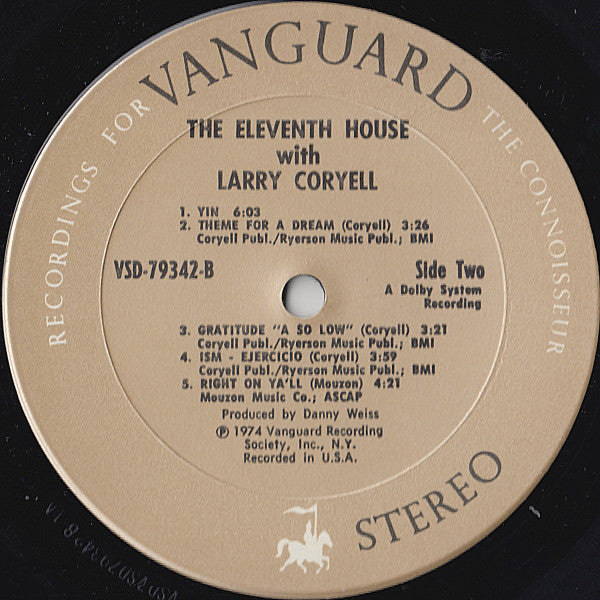 VANGUARD
RECORDINGS FOR THE CONNOISSEUR
THE ELEVENTH HOUSE
with
LARRY CORYELL
1. YIN 6:03
2. THEME FOR A DREAM (Coryell) 3:26
Coryell Publ./Ryerson Music Publ.; BMI
VSD-79342-B
Side Two
A Dolby System
Recording
3. GRATITUDE "A SO LOW" (Coryell) 3:21
Coryell Publ./Ryerson Music Publ.; BMI
4. ISM - EJERCICIO (Coryell) 3:59
Coryell Publ./Ryerson Music Publ.; BMI
5. RIGHT ON YA'LL (Mouzon) 4:21
Mouzon Music Co.; ASCAP
Produced by Danny Weiss
℗ 1974 Vanguard Recording
Society, Inc., N.Y.
Recorded in U.S.A.
STEREO